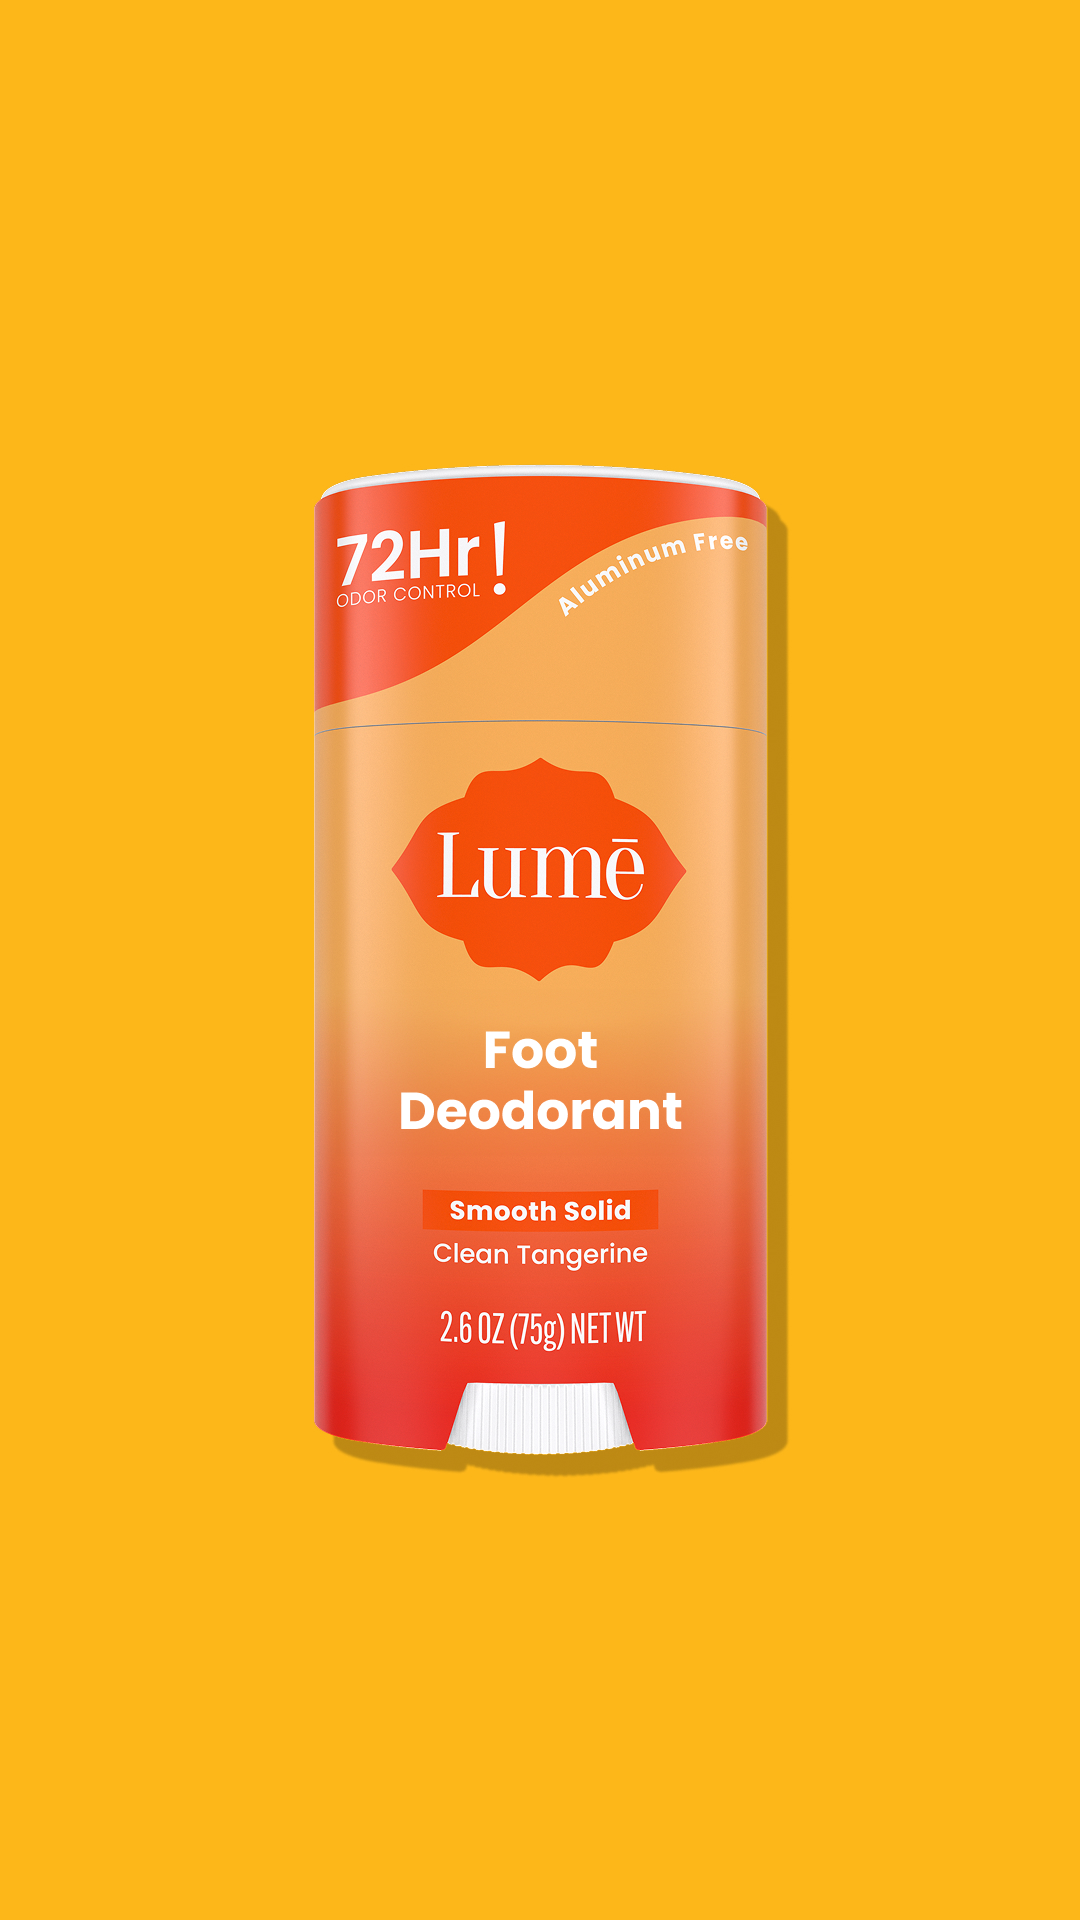 72Hr!
ODOR CONTROL
Aluminum Free
Lumē
Foot
Deodorant
Smooth Solid
Clean Tangerine
2.6 OZ (75g) NET WT